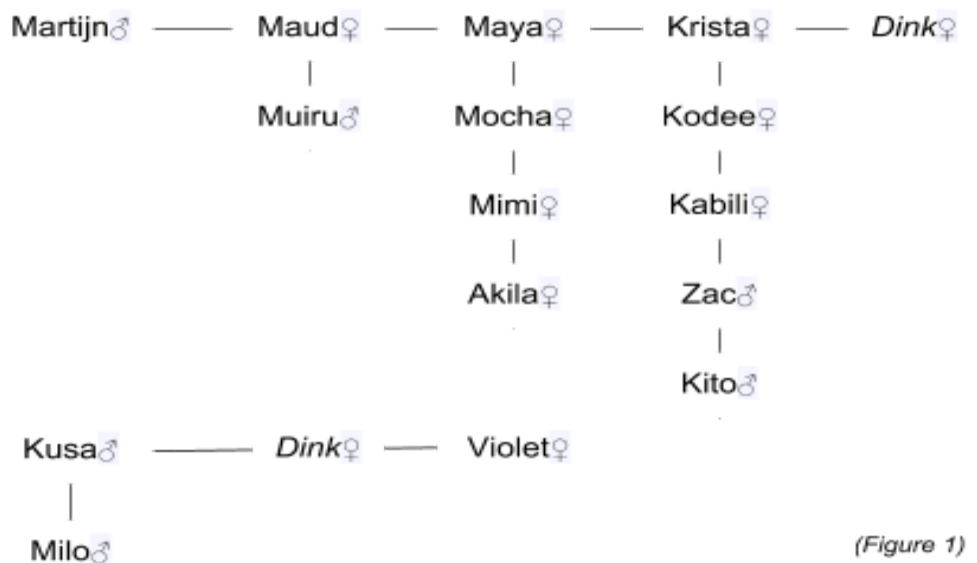 Martijn♂ Maud♀ Maya♀ Krista♀ Dink♀
Muiru♂ Mocha♀ Kodee♀
Mimi♀ Kabili♀
Akila♀ Zac♂
Kito♂
Kusa♂ Dink♀ Violet♀
Milo♂ (Figure 1)